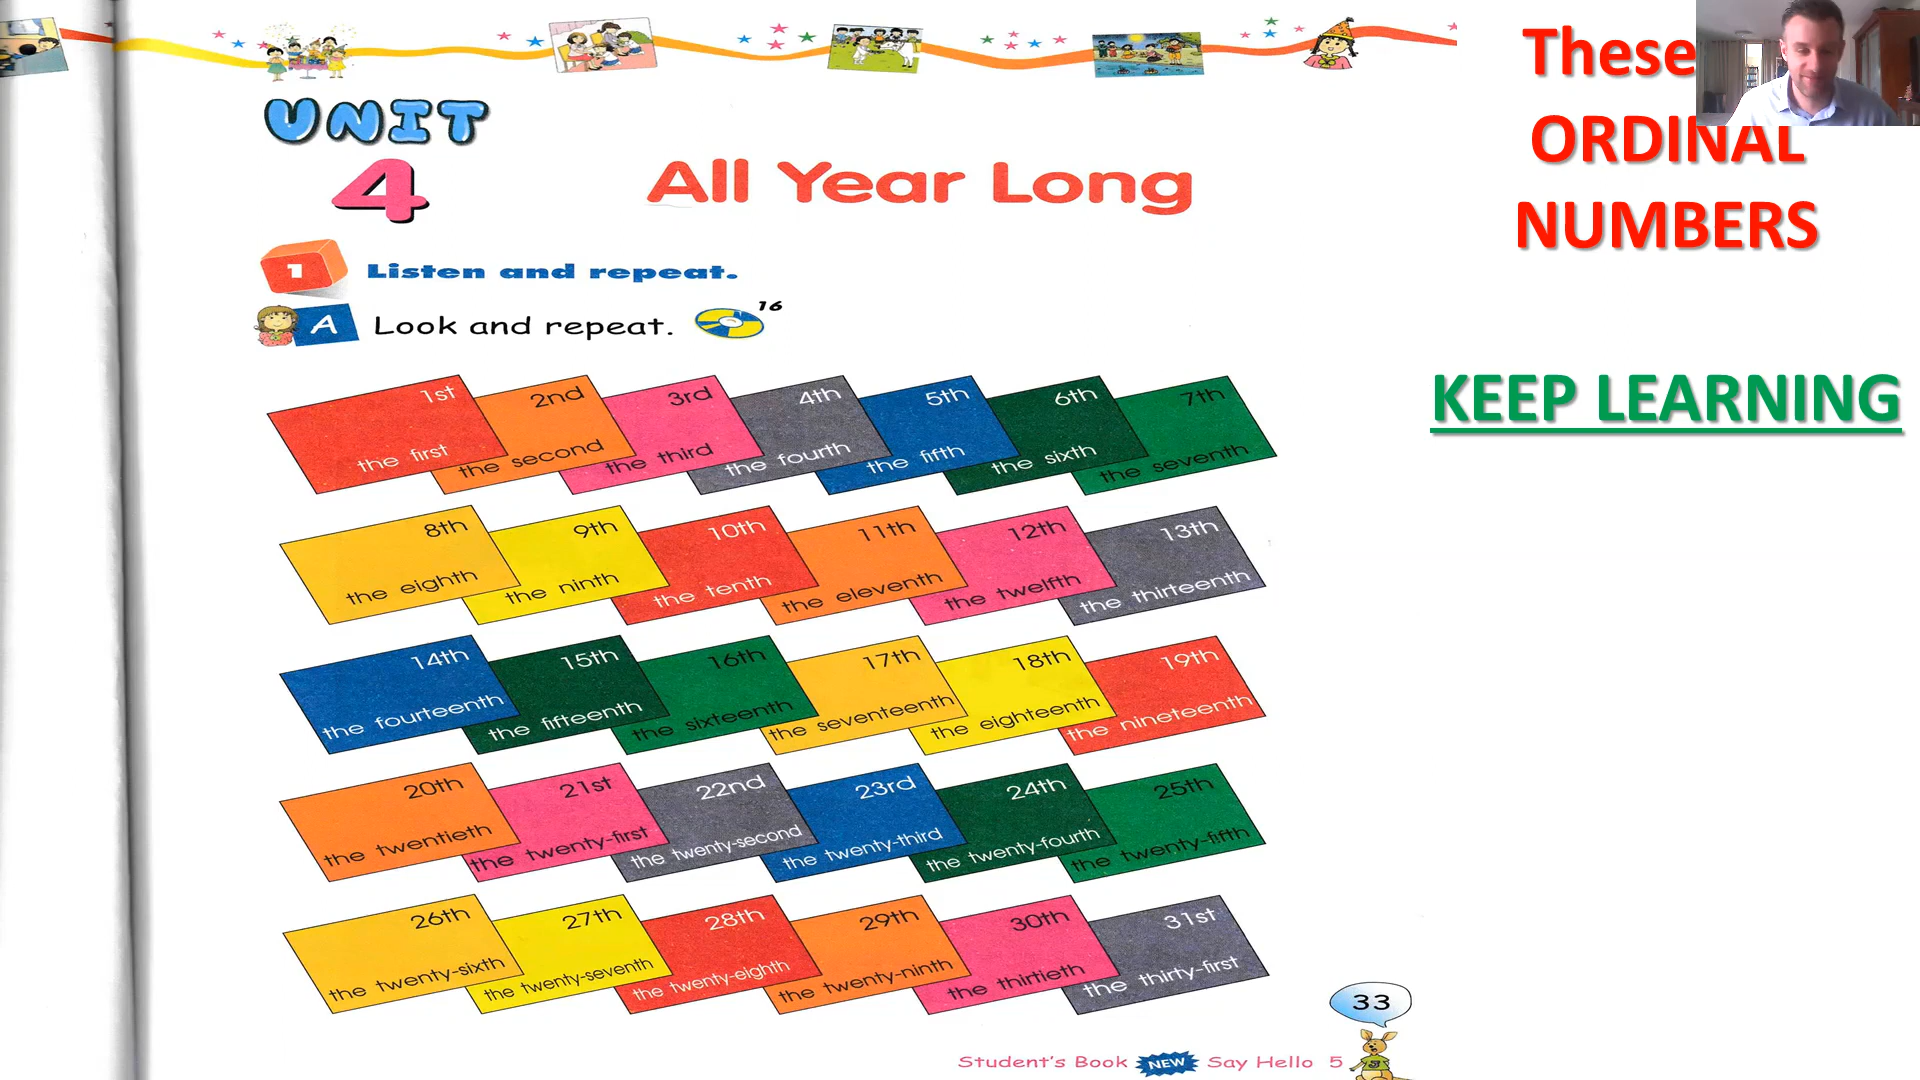 UNIT
4
All Year Long
1 Listen and repeat.
A Look and repeat. 16
1st 2nd 3rd 4th 5th 6th 7th
the first the second the third the fourth the fifth the sixth the seventh
8th 9th 10th 11th 12th 13th
the eighth the ninth the tenth the eleventh the twelfth the thirteenth
14th 15th 16th 17th 18th 19th
the fourteenth the fifteenth the sixteenth the seventeenth the eighteenth the nineteenth
20th 21st 22nd 23rd 24th 25th
the twentieth the twenty-first the twenty-second the twenty-third the twenty-fourth the twenty-fifth
26th 27th 28th 29th 30th 31st
the twenty-sixth the twenty-seventh the twenty-eighth the twenty-ninth the thirtieth the thirty-first
33
Student's Book NEW Say Hello 5
These
ORDINAL
NUMBERS
KEEP LEARNING